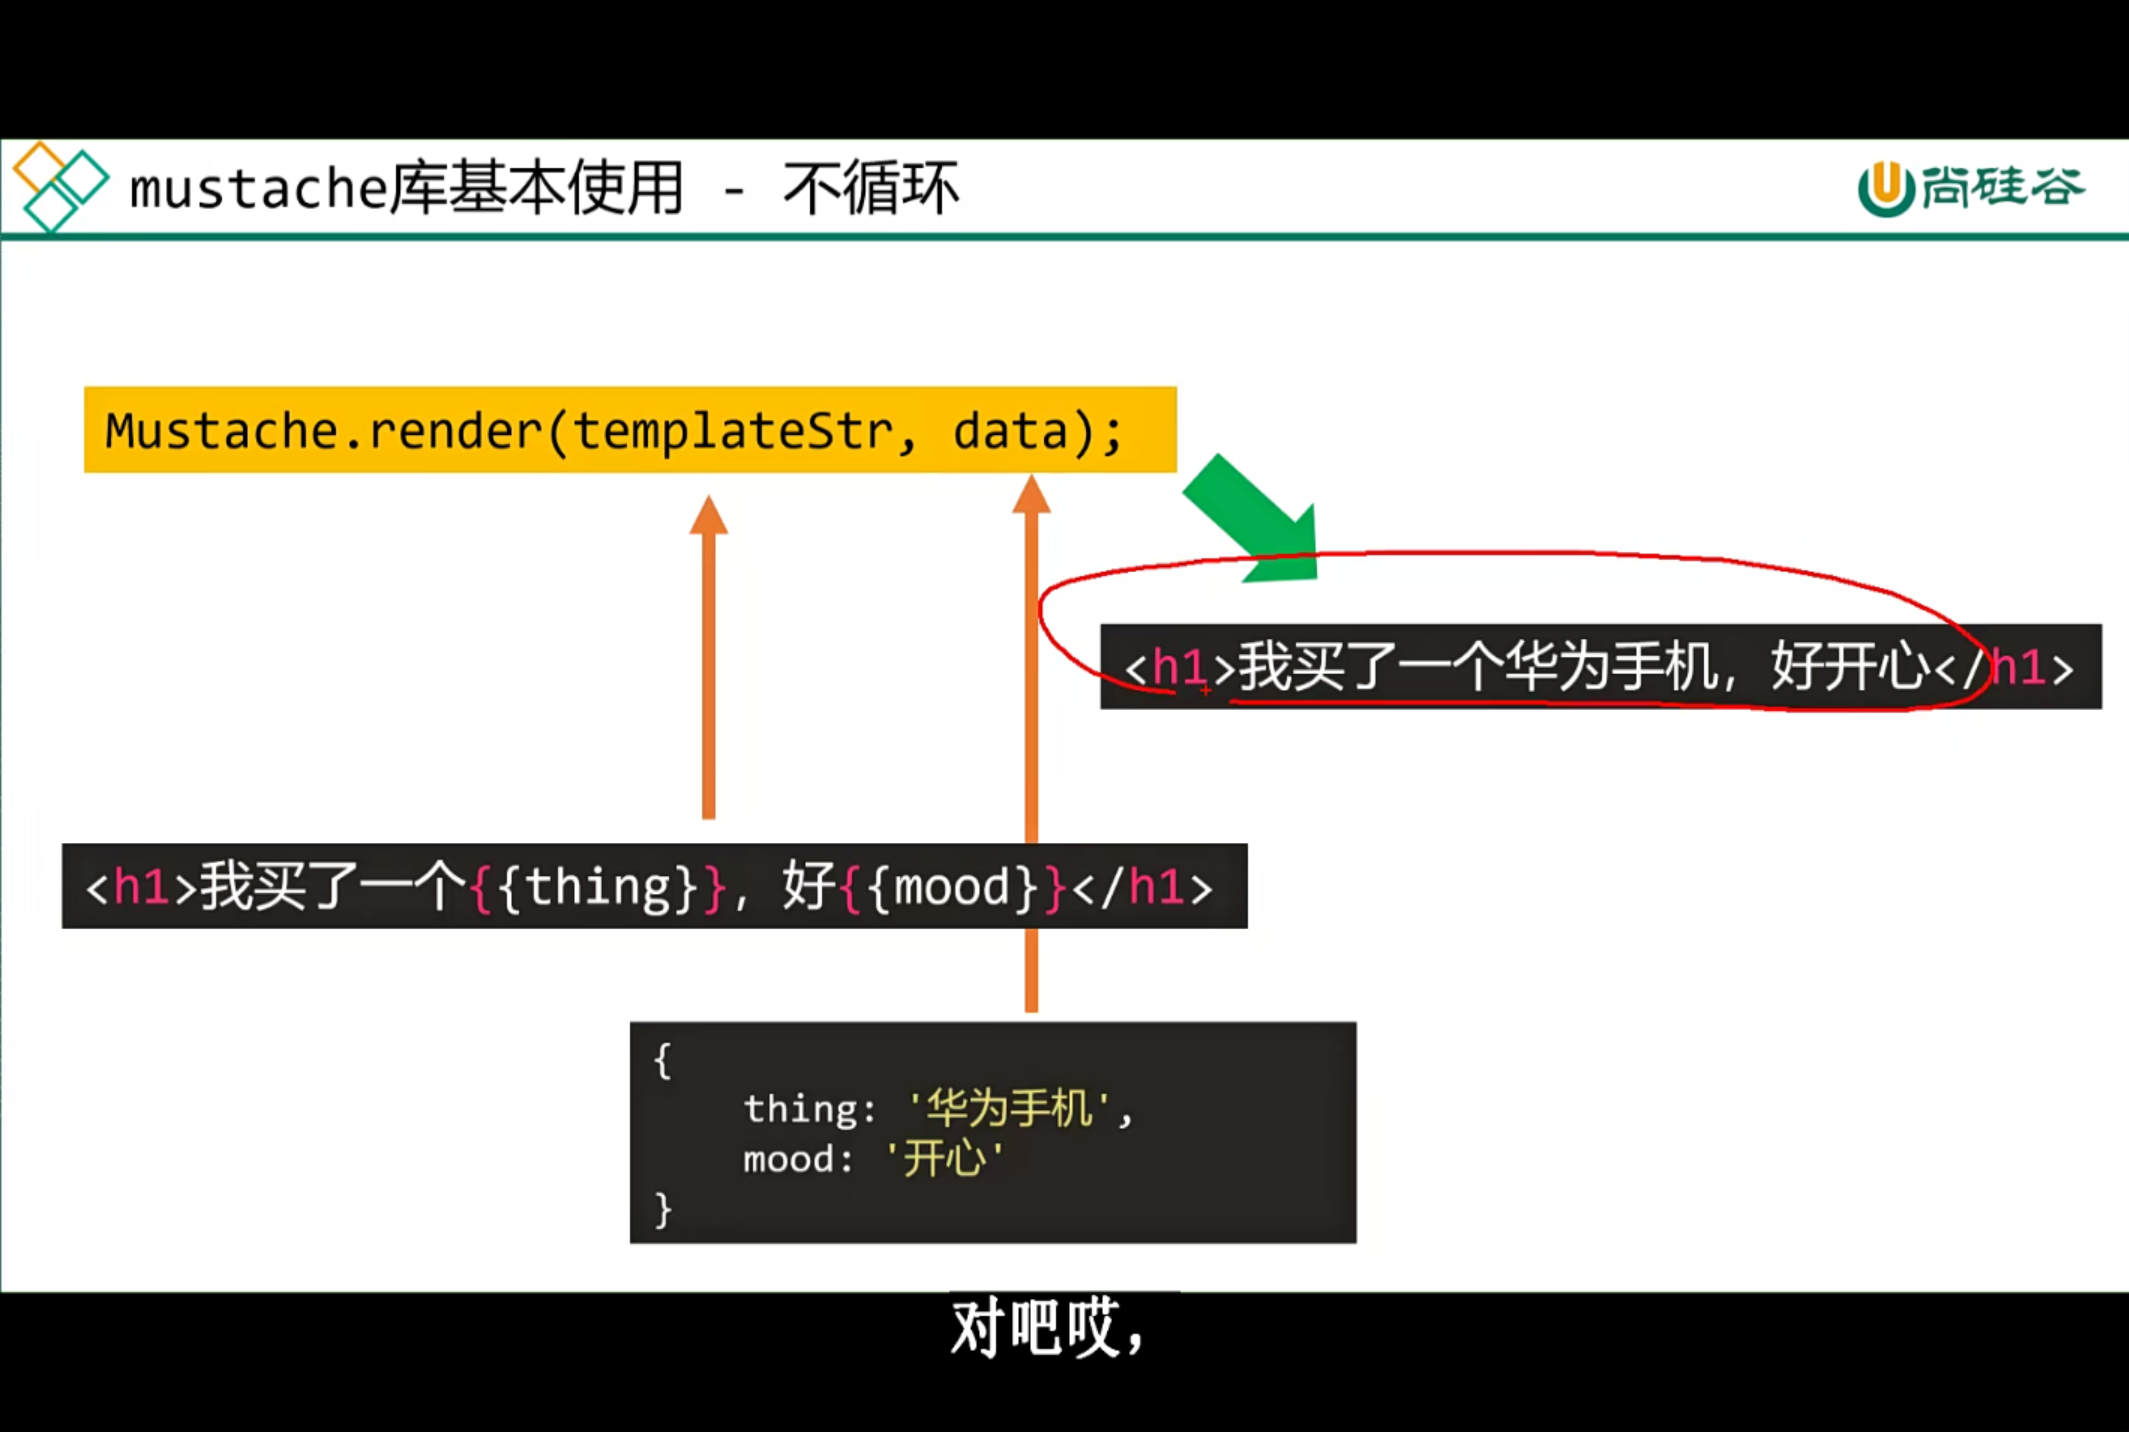 mustache库基本使用 - 不循环
尚硅谷
Mustache.render(templateStr, data);
<h1>我买了一个华为手机，好开心</h1>
<h1>我买了一个{{thing}}，好{{mood}}</h1>
{
thing: '华为手机',
mood: '开心'
}
对吧哎，